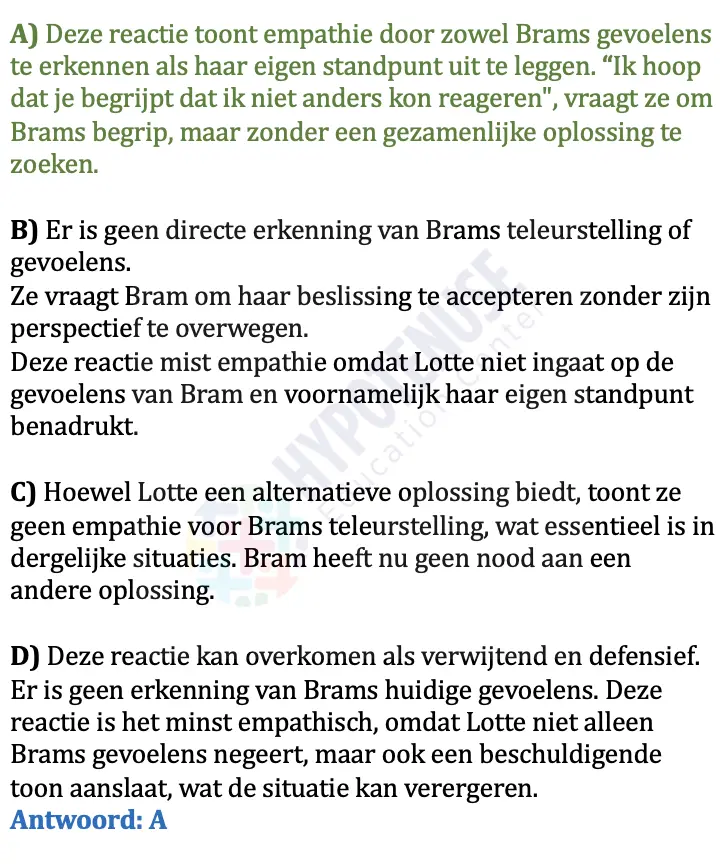 A) Deze reactie toont empathie door zowel Brams gevoelens
te erkennen als haar eigen standpunt uit te leggen. “Ik hoop
dat je begrijpt dat ik niet anders kon reageren", vraagt ze om
Brams begrip, maar zonder een gezamenlijke oplossing te
zoeken.
B) Er is geen directe erkenning van Brams teleurstelling of
gevoelens.
Ze vraagt Bram om haar beslissing te accepteren zonder zijn
perspectief te overwegen.
Deze reactie mist empathie omdat Lotte niet ingaat op de
gevoelens van Bram en voornamelijk haar eigen standpunt
benadrukt.
C) Hoewel Lotte een alternatieve oplossing biedt, toont ze
geen empathie voor Brams teleurstelling, wat essentieel is in
dergelijke situaties. Bram heeft nu geen nood aan een
andere oplossing.
D) Deze reactie kan overkomen als verwijtend en defensief.
Er is geen erkenning van Brams huidige gevoelens. Deze
reactie is het minst empathisch, omdat Lotte niet alleen
Brams gevoelens negeert, maar ook een beschuldigende
toon aanslaat, wat de situatie kan verergeren.
Antwoord: A
HYPOTENUSE
Education Center